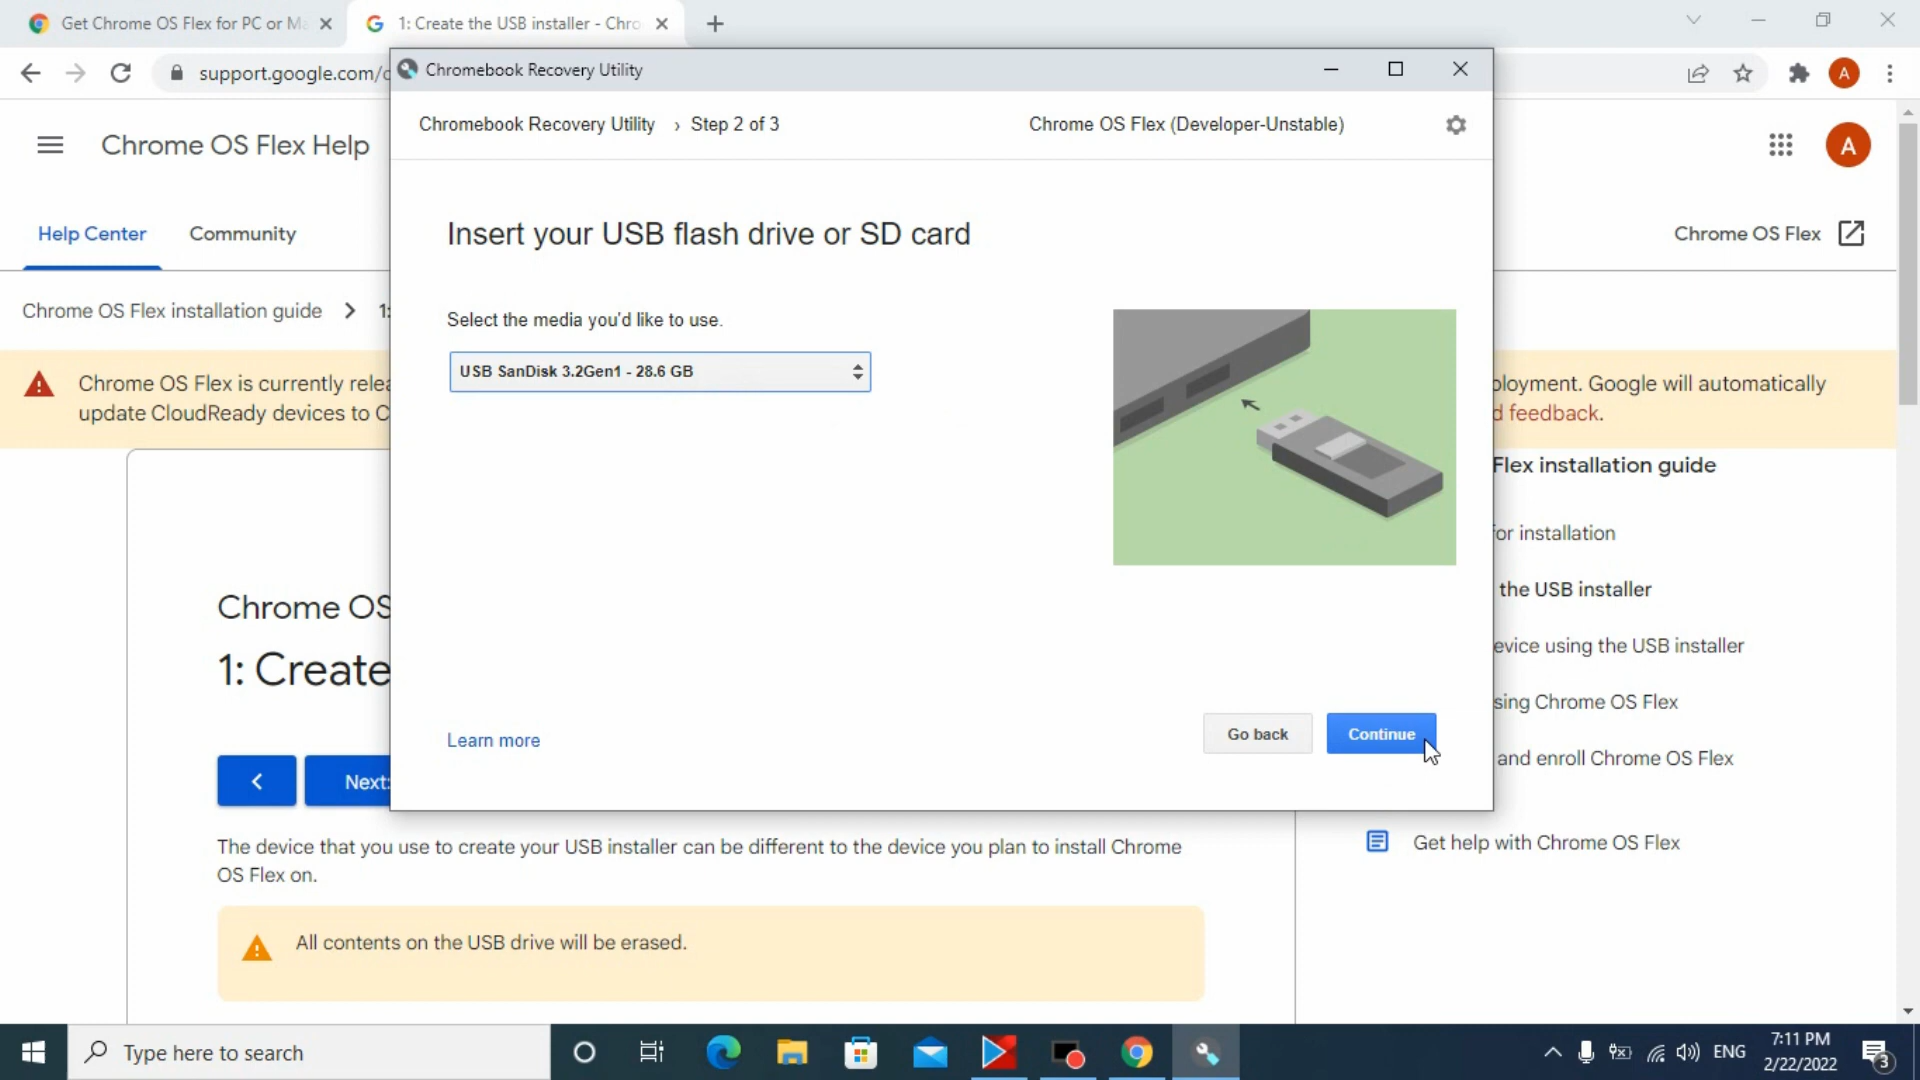 Get Chrome OS Flex for PC or Ma
1: Create the USB installer - Chro
support.google.com/
A
Chromebook Recovery Utility
Chromebook Recovery Utility › Step 2 of 3
Chrome OS Flex (Developer-Unstable)
Chrome OS Flex Help
A
Help Center
Community
Chrome OS Flex
Insert your USB flash drive or SD card
Chrome OS Flex installation guide > 1:
Select the media you'd like to use.
USB SanDisk 3.2Gen1 - 28.6 GB
Chrome OS Flex is currently relea
ployment. Google will automatically
update CloudReady devices to C
d feedback.
Flex installation guide
for installation
the USB installer
evice using the USB installer
sing Chrome OS Flex
and enroll Chrome OS Flex
Get help with Chrome OS Flex
Chrome OS
1: Create
Learn more
Go back
Continue
Next:
The device that you use to create your USB installer can be different to the device you plan to install Chrome
OS Flex on.
All contents on the USB drive will be erased.
Type here to search
ENG
7:11 PM
2/22/2022
3